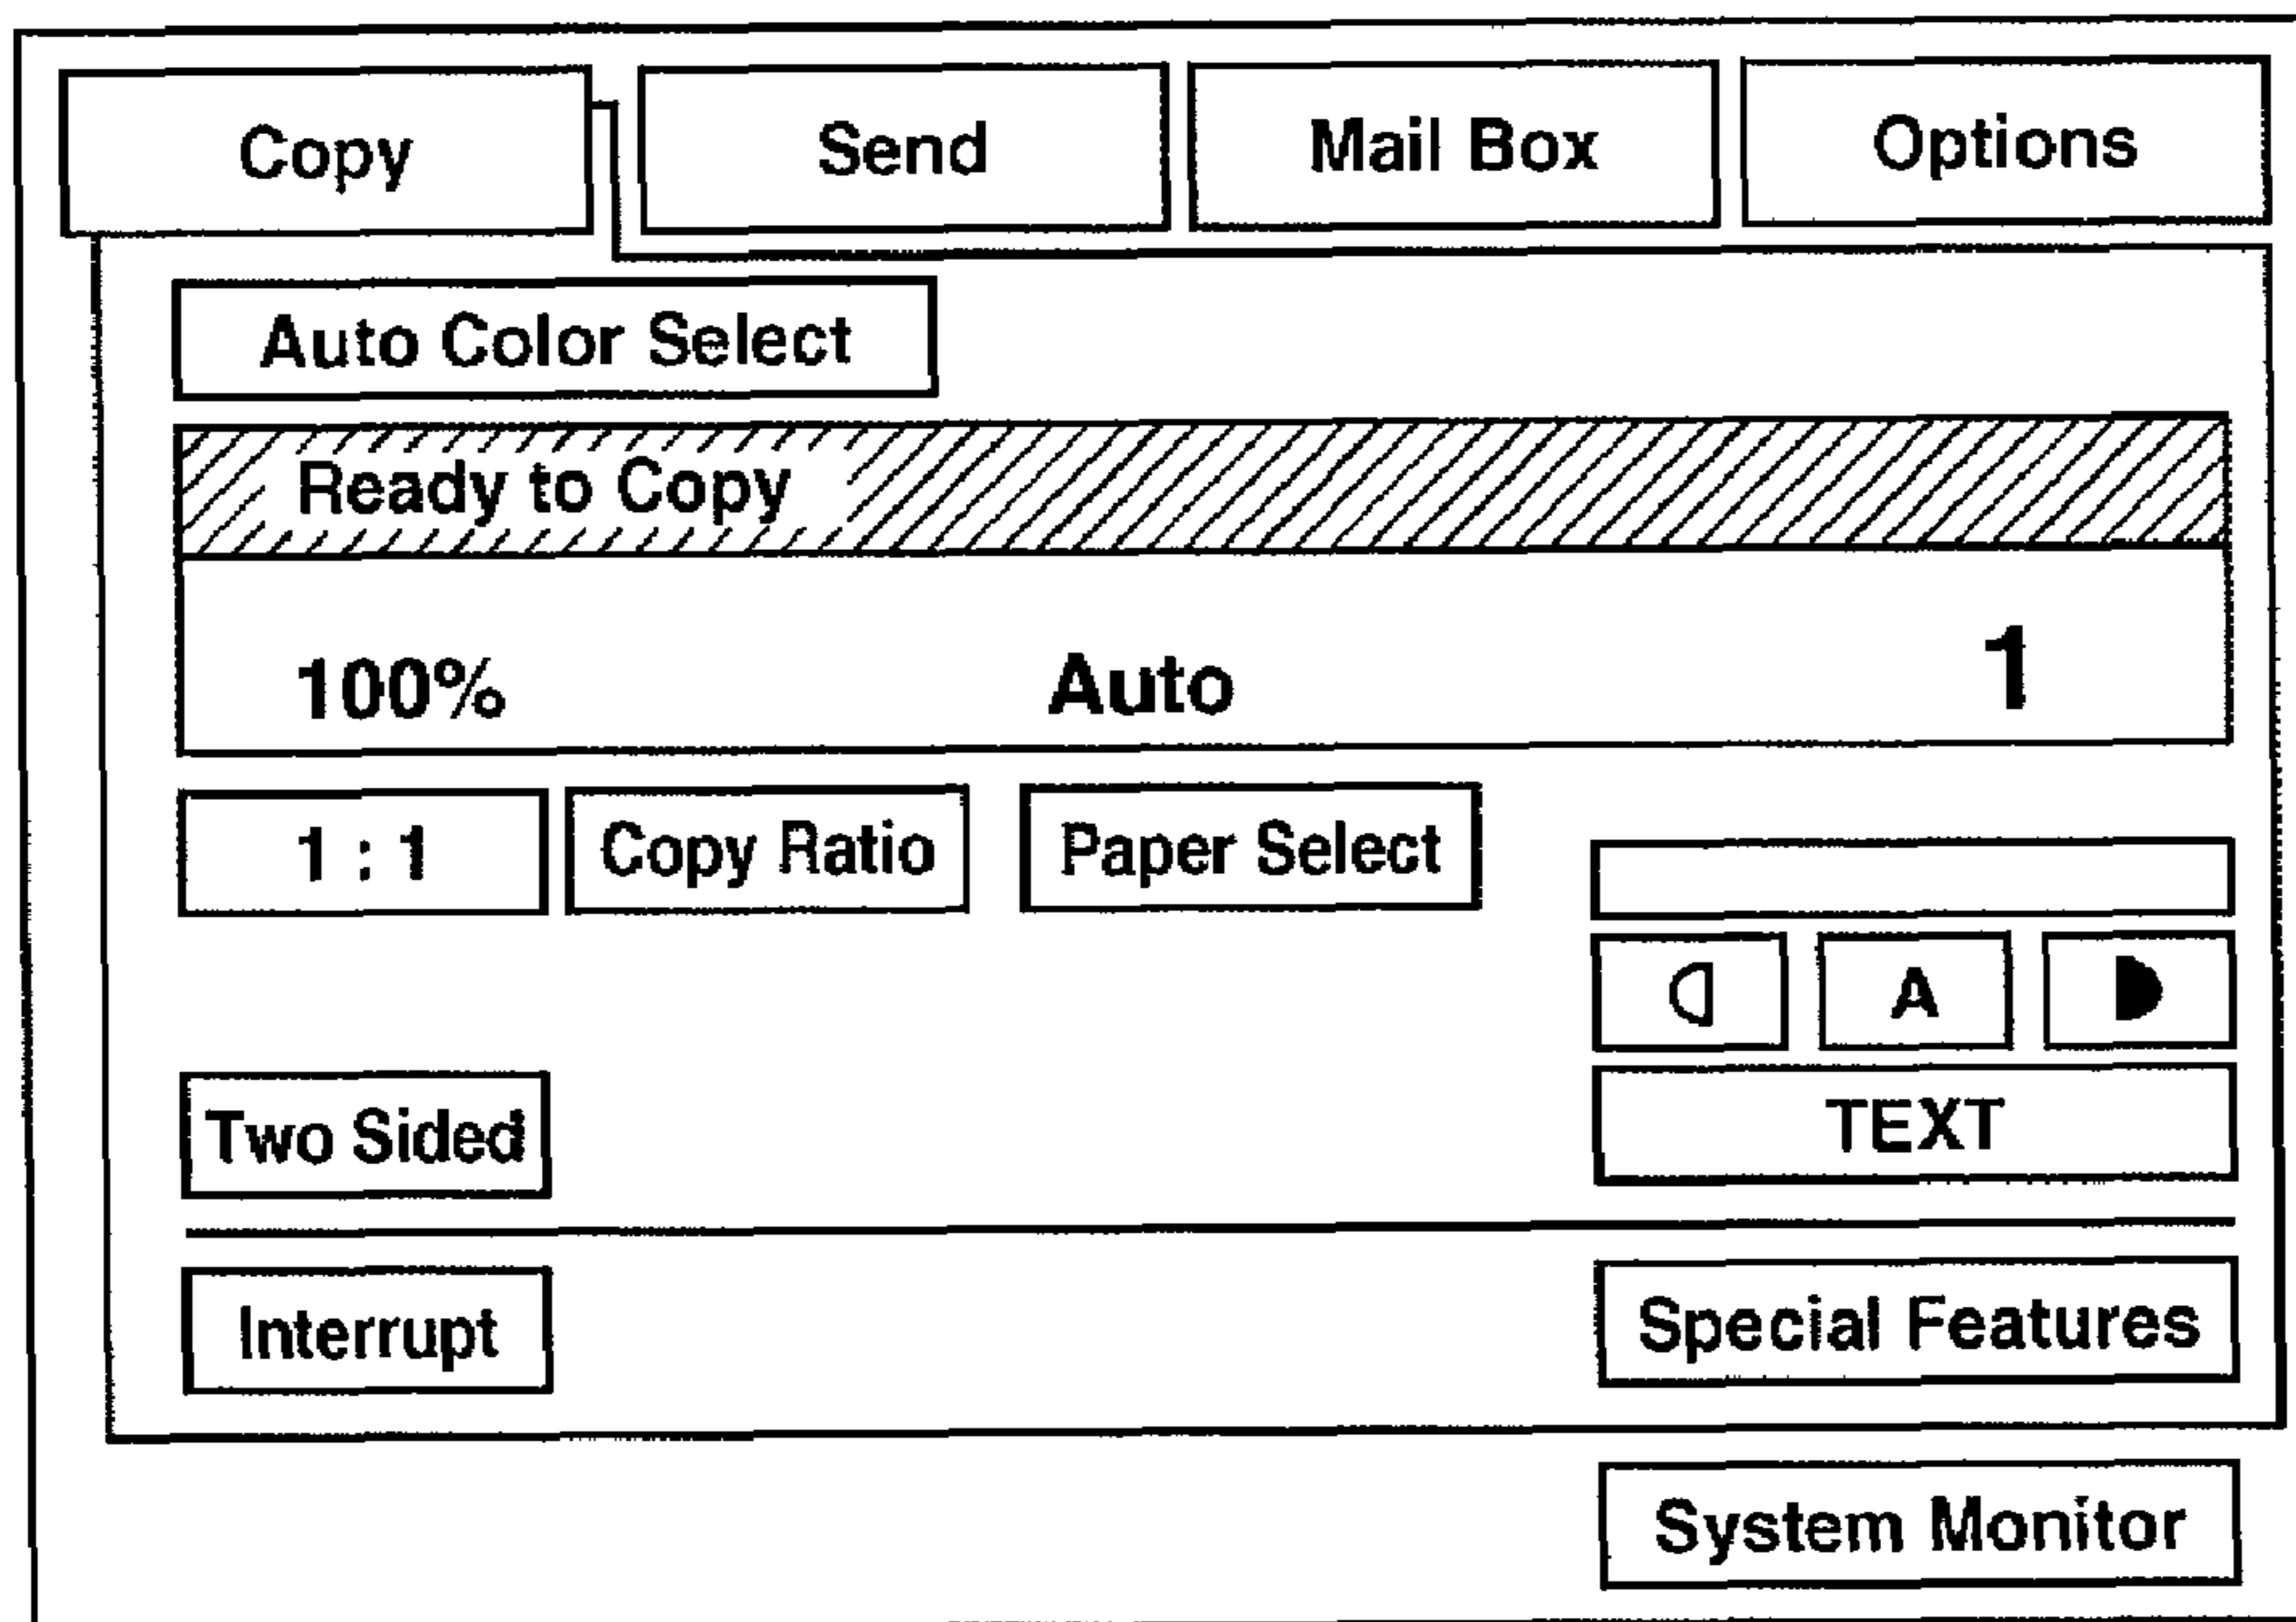 Copy Send Mail Box Options
Auto Color Select
Ready to Copy
100% Auto 1
1 : 1 Copy Ratio Paper Select
A
Two Sided TEXT
Interrupt Special Features
System Monitor